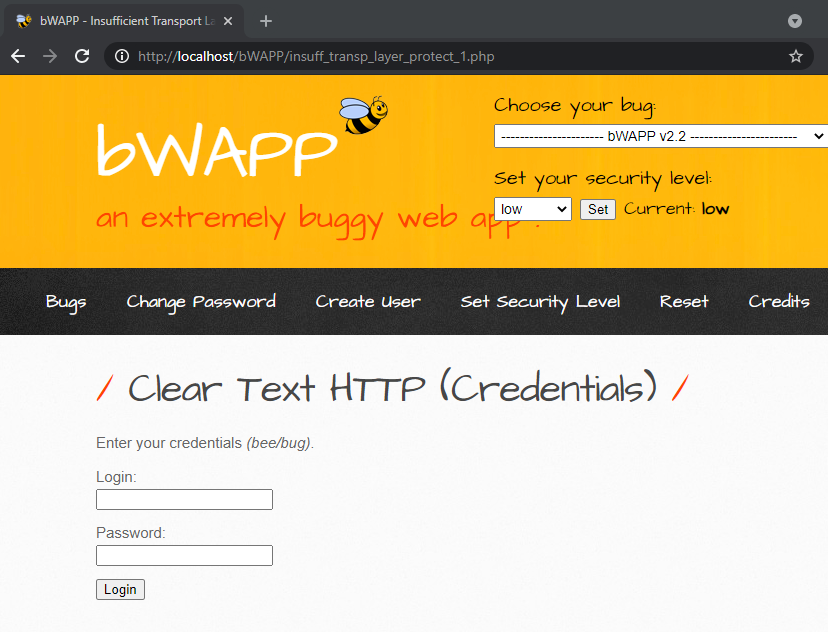 bWAPP - Insufficient Transport La
http://localhost/bWAPP/insuff_transp_layer_protect_1.php
bWAPP
an extremely buggy web app !
Choose your bug:
---------------------- bWAPP v2.2 -----------------------
Set your security level:
low Set Current: low
Bugs Change Password Create User Set Security Level Reset Credits
/ Clear Text HTTP (Credentials) /
Enter your credentials (bee/bug).
Login:
Password:
Login